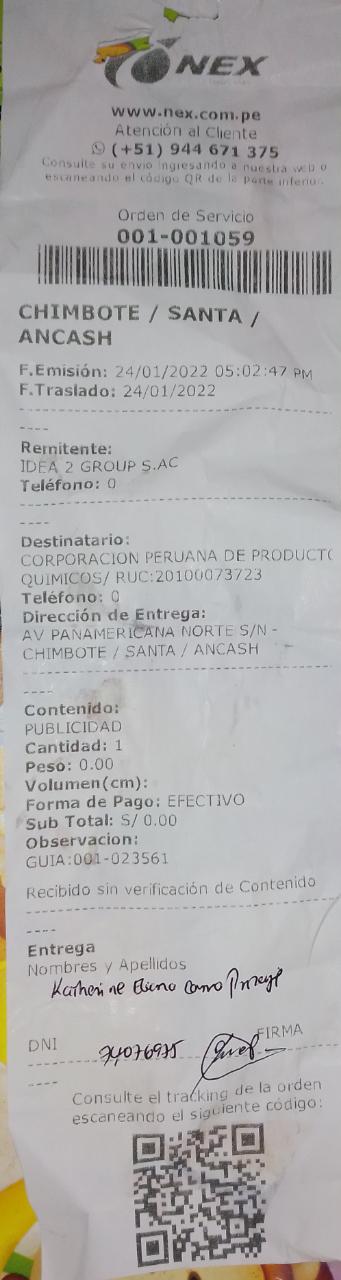 NEX
www.nex.com.pe
Atención al Cliente
(+51) 944 671 375
Consulte su envio ingresando a nuestra web o
escaneando el código QR de la parte inferior.
Orden de Servicio
001-001059
CHIMBOTE / SANTA /
ANCASH
F.Emisión: 24/01/2022 05:02:47 PM
F.Traslado: 24/01/2022
----
Remitente:
IDEA 2 GROUP S.AC
Teléfono: 0
----
Destinatario:
CORPORACION PERUANA DE PRODUCTO
QUIMICOS/ RUC:20100073723
Teléfono: 0
Dirección de Entrega:
AV PANAMERICANA NORTE S/N -
CHIMBOTE / SANTA / ANCASH
----
Contenido:
PUBLICIDAD
Cantidad: 1
Peso: 0.00
Volumen(cm):
Forma de Pago: EFECTIVO
Sub Total: S/ 0.00
Observacion:
GUIA:001-023561
Recibido sin verificación de Contenido
----
Entrega
Nombres y Apellidos
Katherine
DNI 74076975 FIRMA
----
Consulte el tracking de la orden
escaneando el siguiente código: